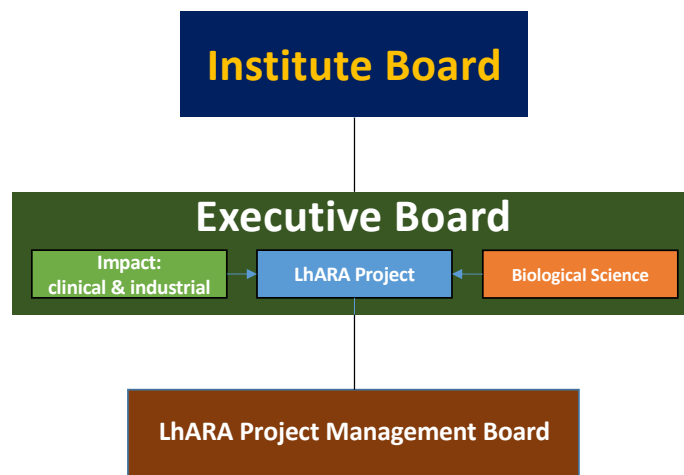 Institute Board
Executive Board
Impact:
clinical & industrial
LhARA Project
Biological Science
LhARA Project Management Board